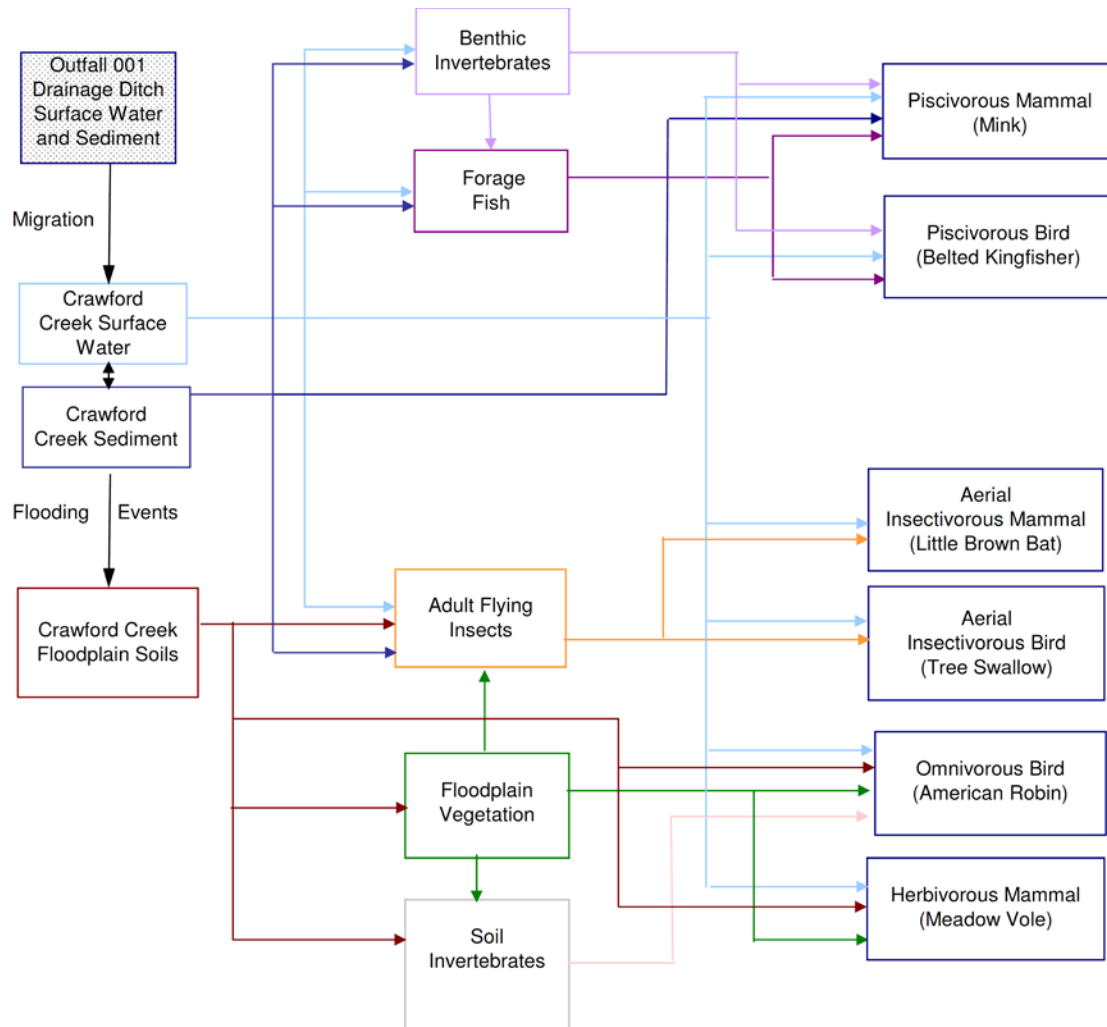 Outfall 001
Drainage Ditch
Surface Water
and Sediment
Migration
Crawford
Creek Surface
Water
Crawford
Creek Sediment
Flooding
Events
Crawford Creek
Floodplain Soils
Benthic
Invertebrates
Forage
Fish
Adult Flying
Insects
Floodplain
Vegetation
Soil
Invertebrates
Piscivorous Mammal
(Mink)
Piscivorous Bird
(Belted Kingfisher)
Aerial
Insectivorous Mammal
(Little Brown Bat)
Aerial
Insectivorous Bird
(Tree Swallow)
Omnivorous Bird
(American Robin)
Herbivorous Mammal
(Meadow Vole)